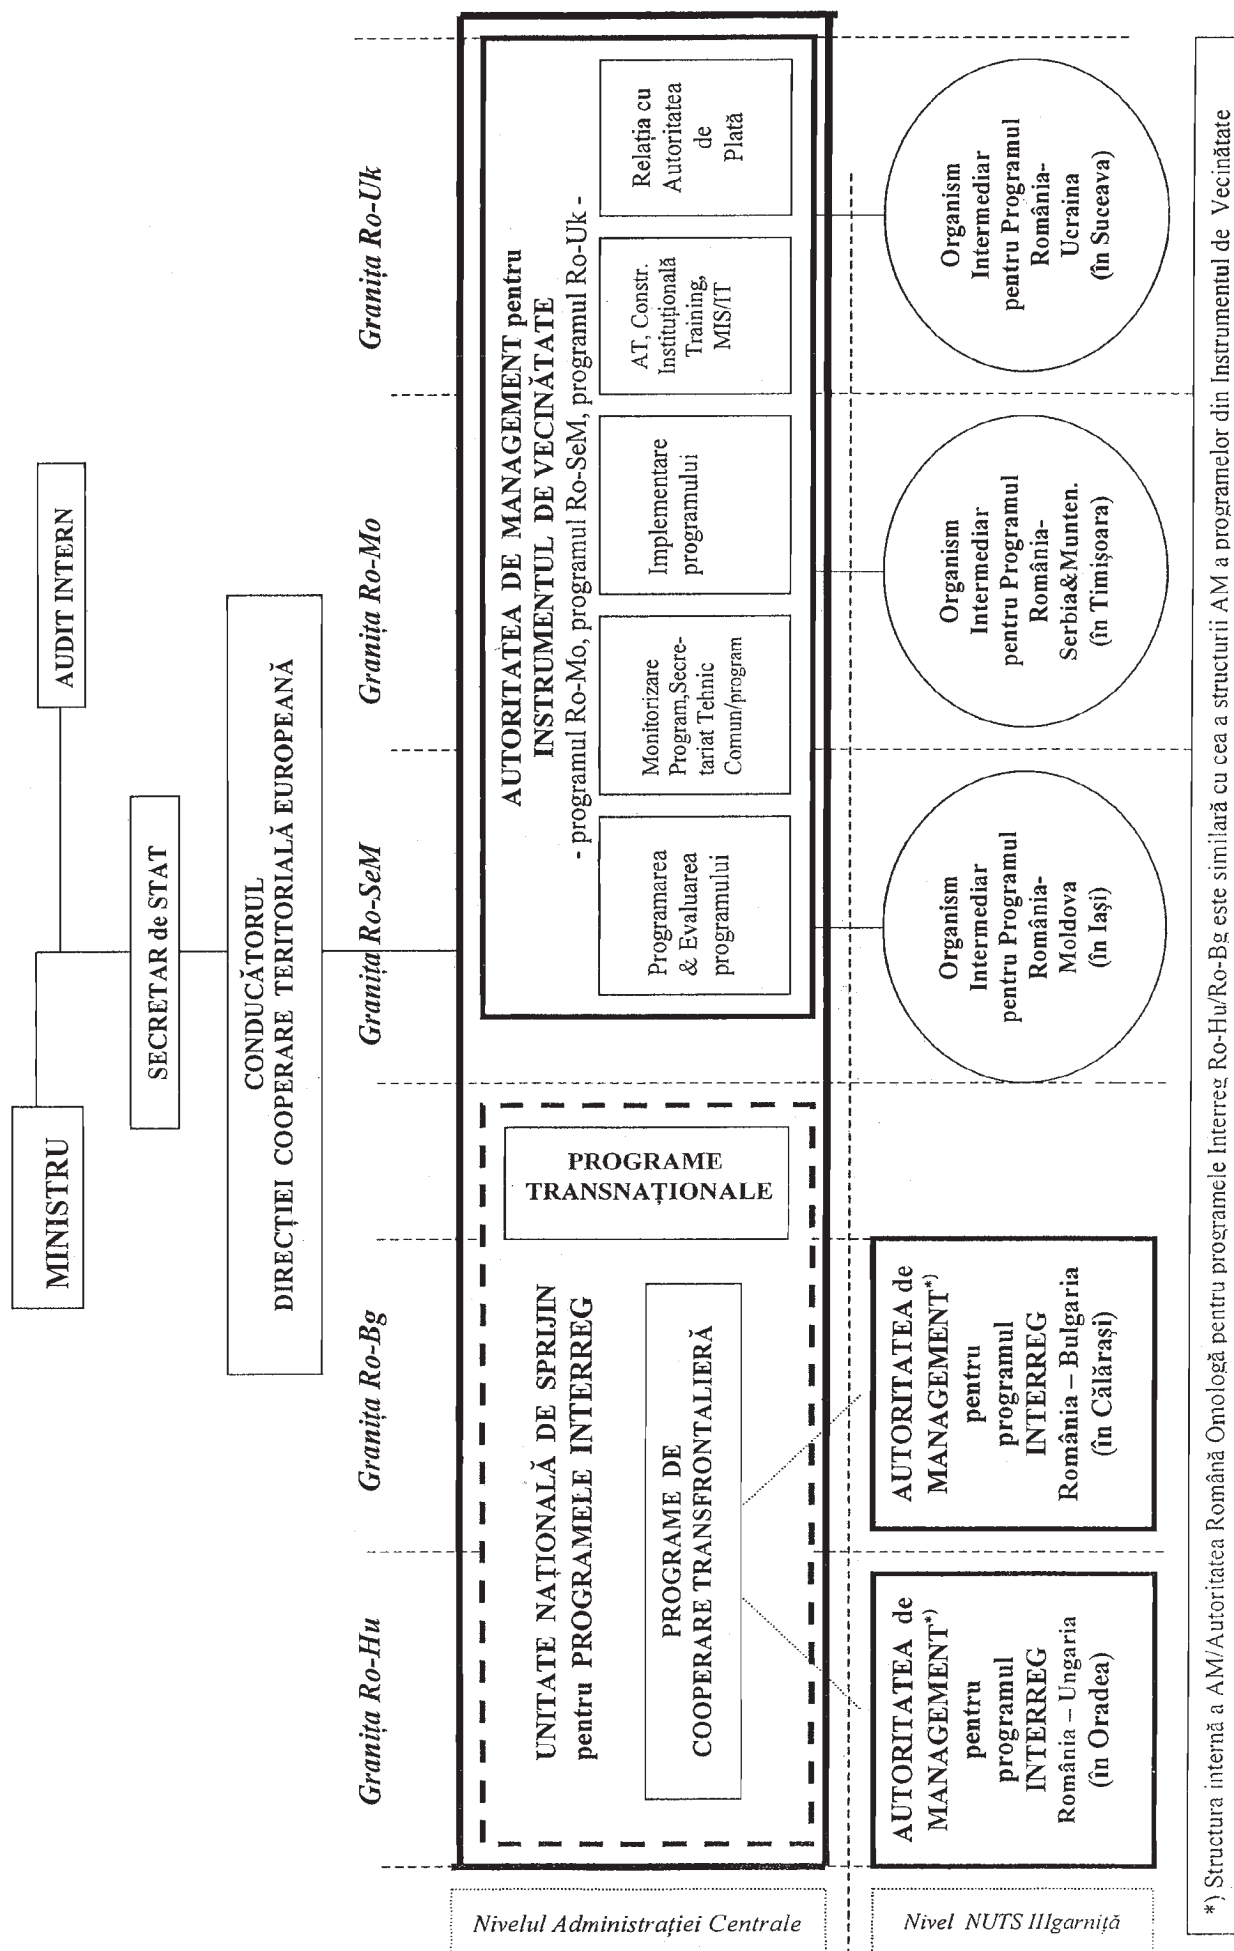 MINISTRU
AUDIT INTERN
SECRETAR de STAT
CONDUCĂTORUL
DIRECȚIEI COOPERARE TERITORIALĂ EUROPEANĂ
Granița Ro-Hu
Granița Ro-Bg
Granița Ro-SeM
Granița Ro-Mo
Granița Ro-Uk
Nivelul Administrației Centrale
UNITATE NAȚIONALĂ DE SPRIJIN
pentru PROGRAMELE INTERREG
PROGRAME DE
COOPERARE TRANSFRONTALIERĂ
PROGRAME
TRANSNAȚIONALE
AUTORITATEA DE MANAGEMENT pentru
INSTRUMENTUL DE VECINĂTATE
- programul Ro-Mo, programul Ro-SeM, programul Ro-Uk -
Programarea
& Evaluarea
programului
Monitorizare
Program,Secre-
tariat Tehnic
Comun/program
Implementare
programului
AT, Constr.
Instituțională
Training,
MIS/IT
Relația cu
Autoritatea
de
Plată
Nivel NUTS IIIgarniță
AUTORITATEA de
MANAGEMENT*)
pentru
programul
INTERREG
România – Ungaria
(în Oradea)
AUTORITATEA de
MANAGEMENT*)
pentru
programul
INTERREG
România – Bulgaria
(în Călărași)
Organism
Intermediar
pentru Programul
România-
Moldova
(în Iași)
Organism
Intermediar
pentru Programul
România-
Serbia&Munten.
(în Timișoara)
Organism
Intermediar
pentru Programul
România-
Ucraina
(în Suceava)
*) Structura internă a AM/Autoritatea Română Omologă pentru programele Interreg Ro-Hu/Ro-Bg este similară cu cea a structurii AM a programelor din Instrumentul de Vecinătate